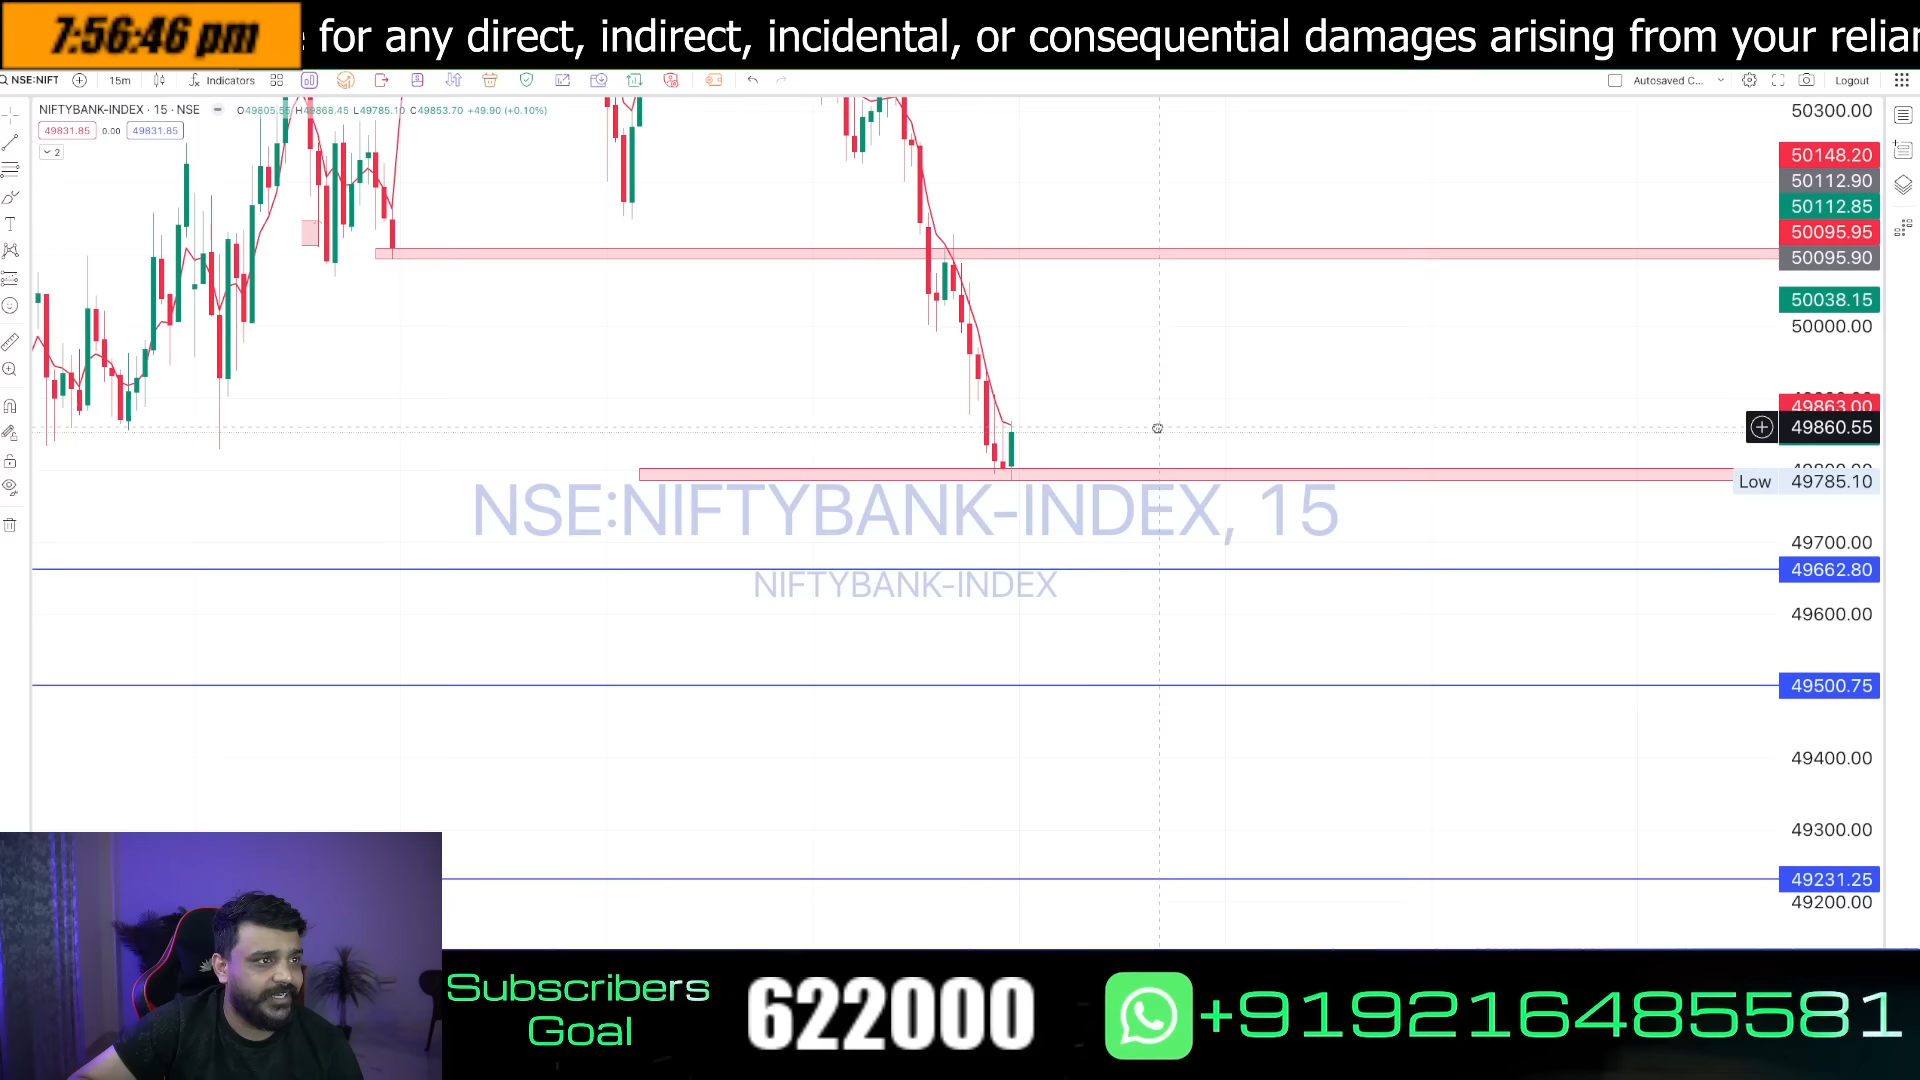 7:56:46 pm
for any direct, indirect, incidental, or consequential damages arising from your relian
NSE:NIFT
15m
Indicators
Autosaved C...
Logout
NIFTYBANK-INDEX · 15 · NSE
O49805.55 H49868.45 L49785.10 C49853.70 +49.90 (+0.10%)
49831.85 0.00 49831.85
2
50300.00
50148.20
50112.90
50112.85
50095.95
50095.90
50038.15
50000.00
49863.00
49860.55
Low 49785.10
NSE:NIFTYBANK-INDEX, 15
NIFTYBANK-INDEX
49700.00
49662.80
49600.00
49500.75
49400.00
49300.00
49231.25
49200.00
Subscribers
Goal
622000
+919216485581